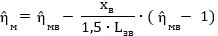 η̂м = η̂мв − xв / (1,5 · Lзв) · ( η̂мв − 1)